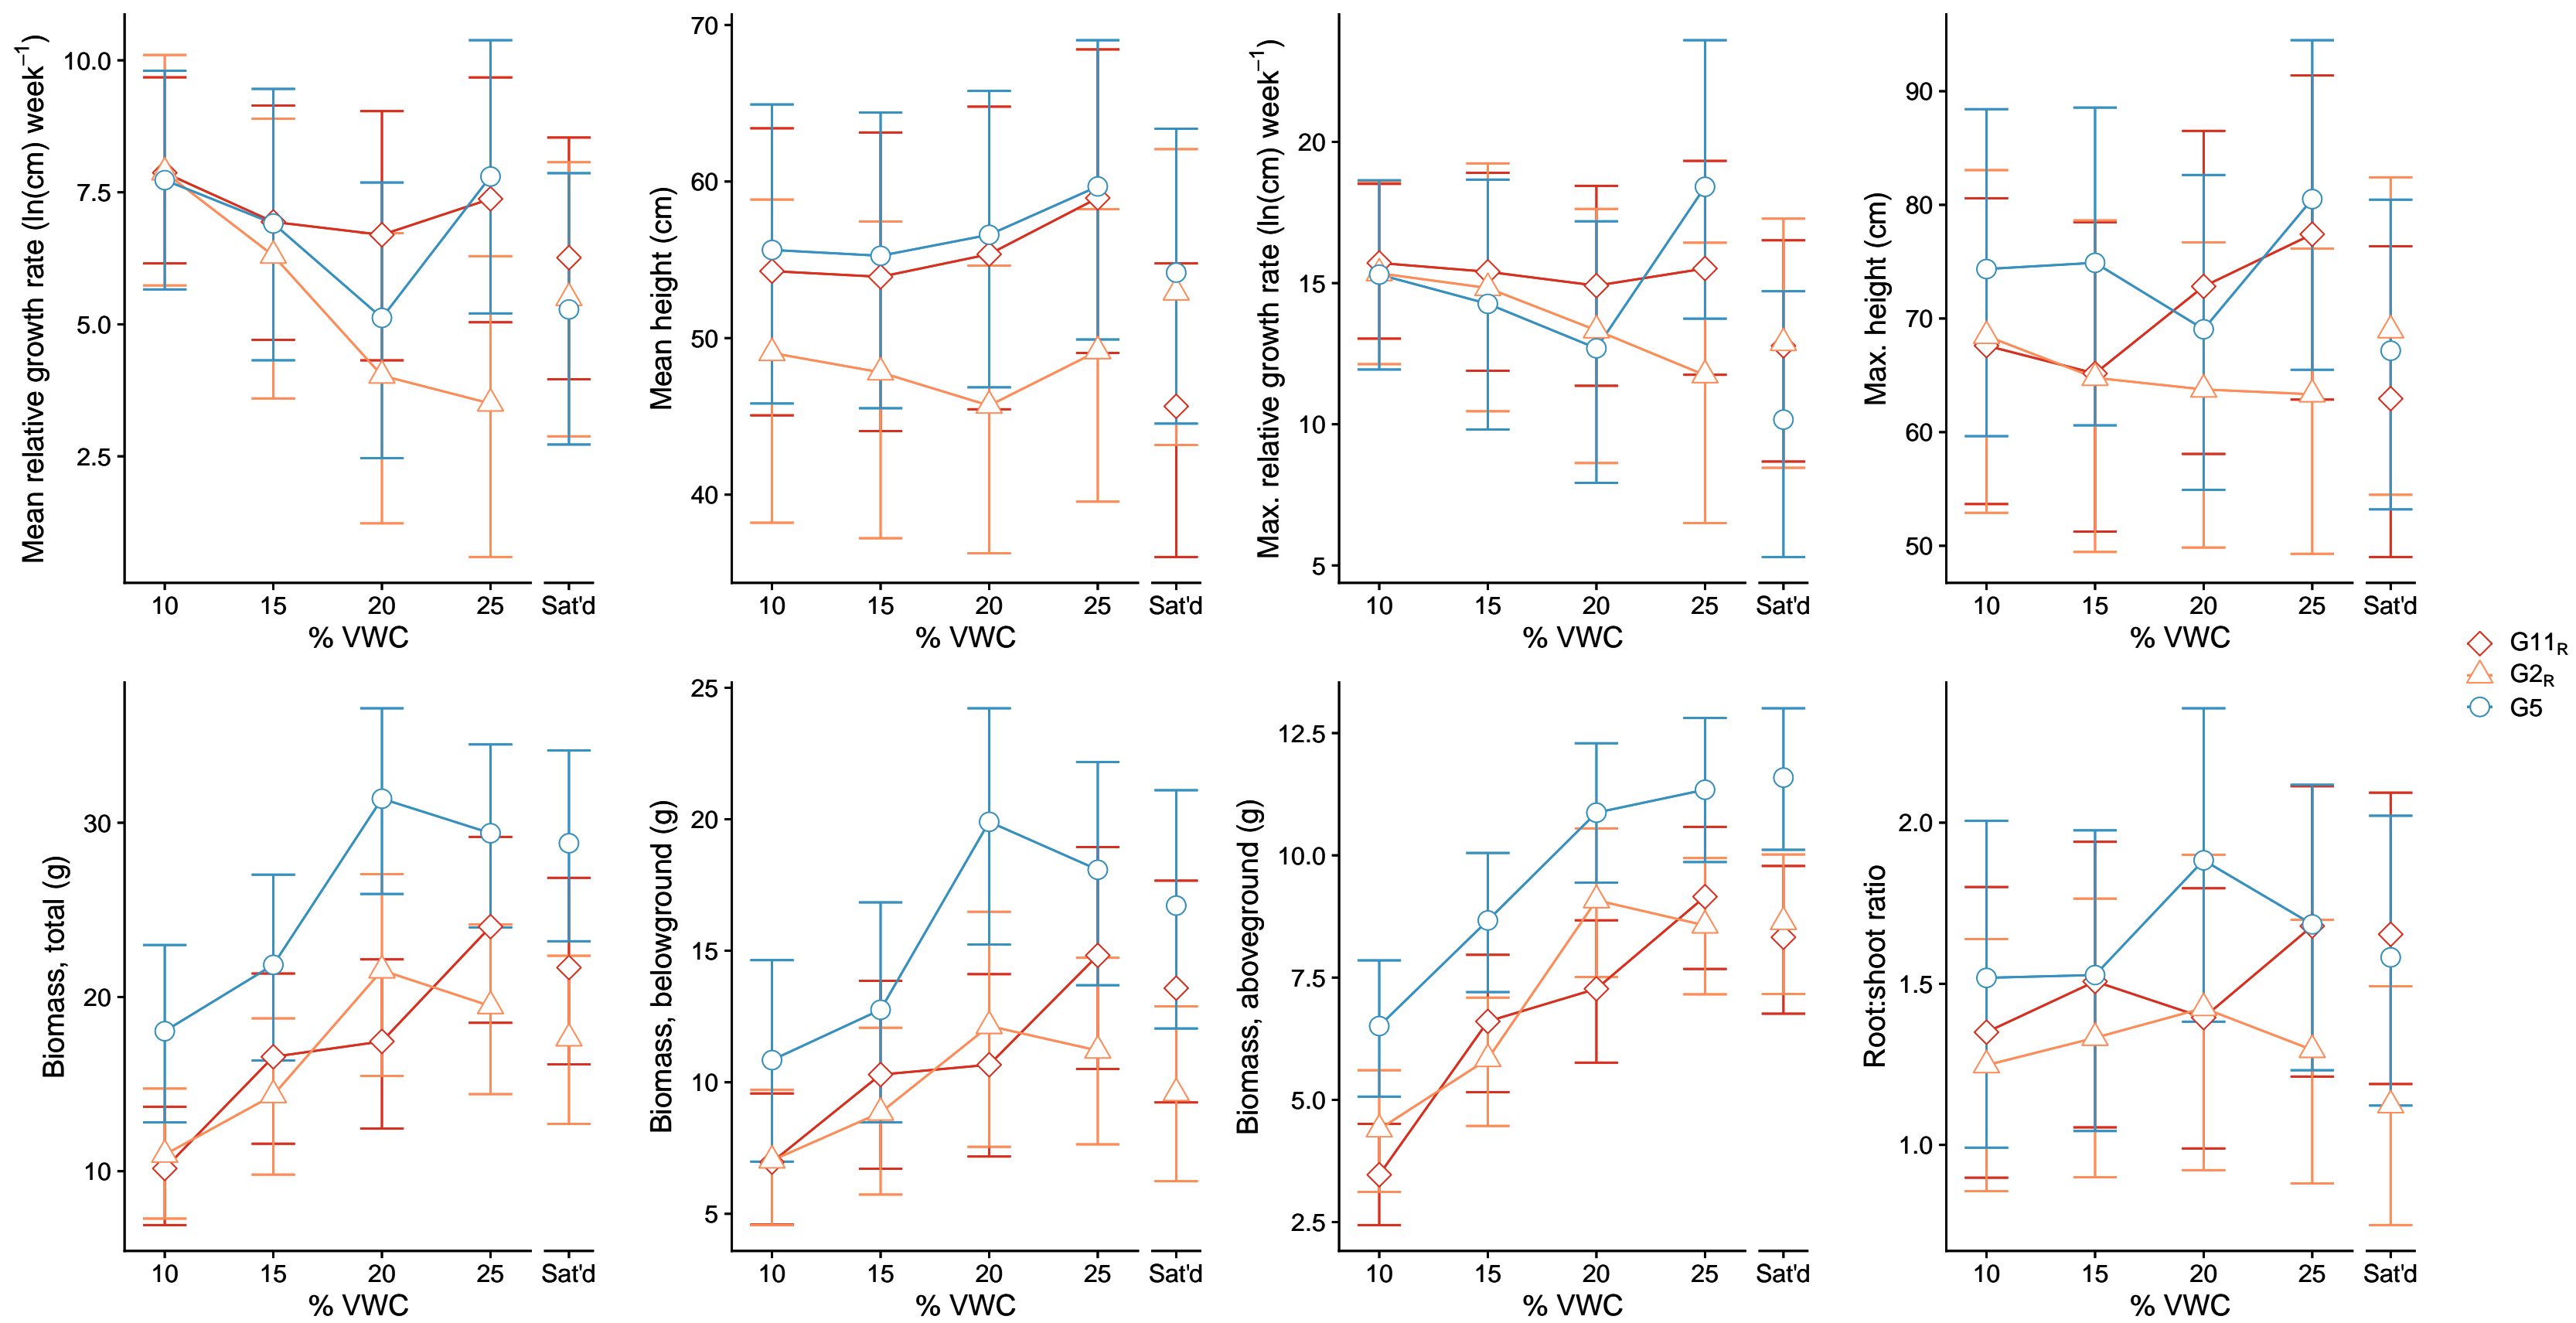 Mean relative growth rate (ln(cm) week⁻¹)
10.0
7.5
5.0
2.5
10 15 20 25 Sat'd
% VWC
Mean height (cm)
70
60
50
40
10 15 20 25 Sat'd
% VWC
Max. relative growth rate (ln(cm) week⁻¹)
20
15
10
5
10 15 20 25 Sat'd
% VWC
Max. height (cm)
90
80
70
60
50
10 15 20 25 Sat'd
% VWC
Biomass, total (g)
30
20
10
10 15 20 25 Sat'd
% VWC
Biomass, belowground (g)
25
20
15
10
5
10 15 20 25 Sat'd
% VWC
Biomass, aboveground (g)
12.5
10.0
7.5
5.0
2.5
10 15 20 25 Sat'd
% VWC
Root:shoot ratio
2.0
1.5
1.0
10 15 20 25 Sat'd
% VWC
G11R
G2R
G5